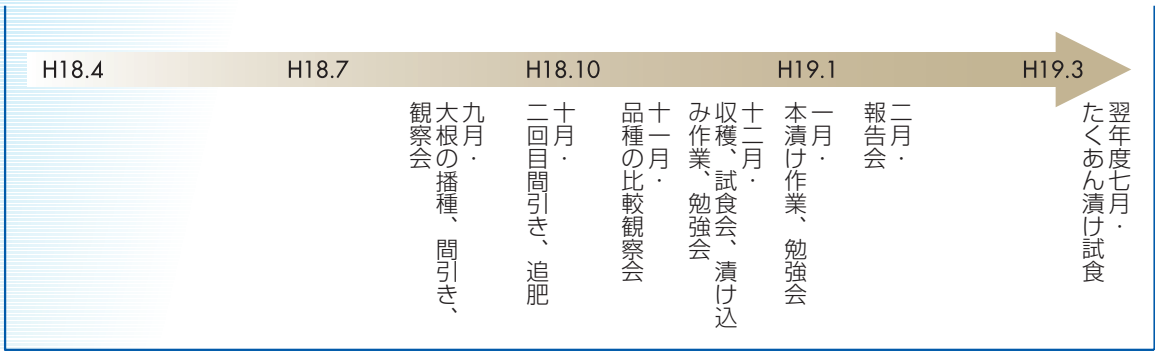 H18.4
H18.7
H18.10
H19.1
H19.3
九月・
大根の播種、間引き、
観察会
十月・
二回目間引き、追肥
十一月・
品種の比較観察会
十二月・
収穫、試食会、漬け込
み作業、勉強会
一月・
本漬け作業、勉強会
二月・
報告会
翌年度七月・
たくあん漬け試食